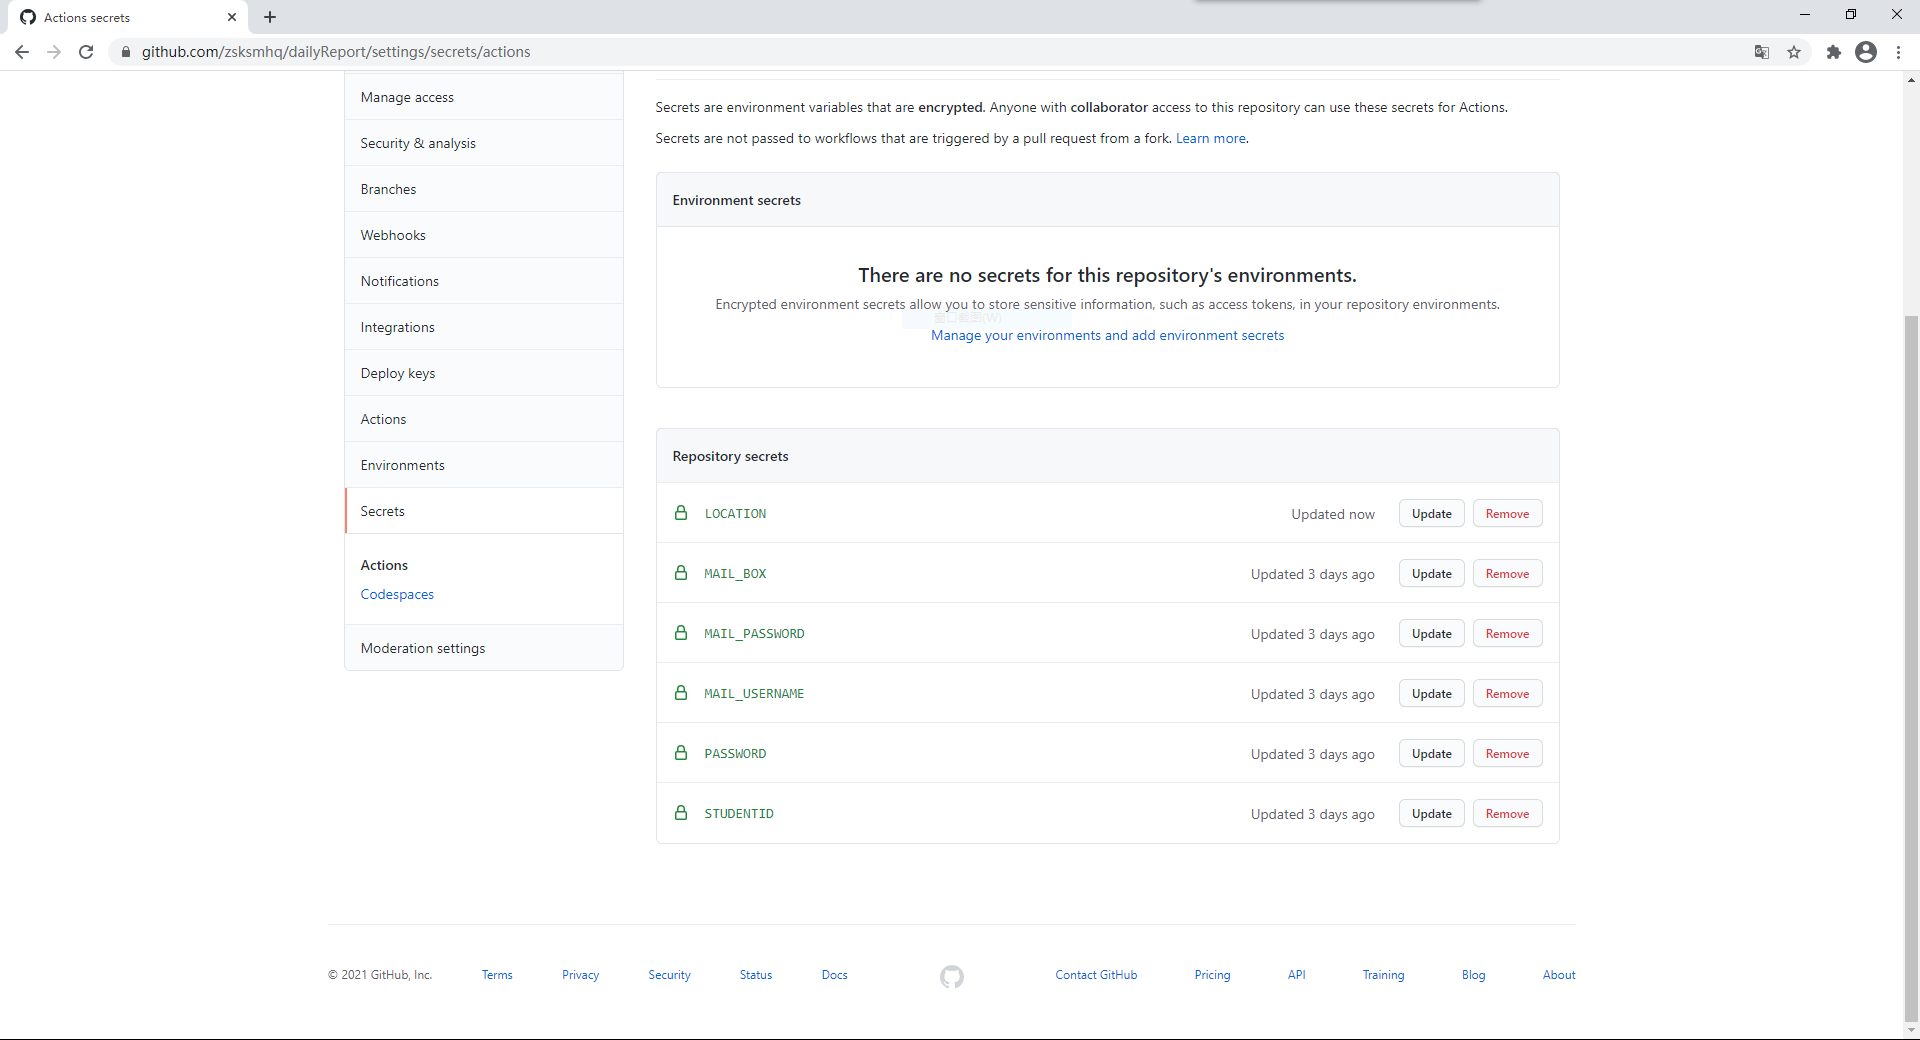 Actions secrets
github.com/zsksmhq/dailyReport/settings/secrets/actions
Manage access
Security & analysis
Branches
Webhooks
Notifications
Integrations
Deploy keys
Actions
Environments
Secrets
Actions
Codespaces
Moderation settings
Secrets are environment variables that are encrypted. Anyone with collaborator access to this repository can use these secrets for Actions.
Secrets are not passed to workflows that are triggered by a pull request from a fork. Learn more.
Environment secrets
There are no secrets for this repository's environments.
Encrypted environment secrets allow you to store sensitive information, such as access tokens, in your repository environments.
窗口截图(W)
Manage your environments and add environment secrets
Repository secrets
LOCATION Updated now Update Remove
MAIL_BOX Updated 3 days ago Update Remove
MAIL_PASSWORD Updated 3 days ago Update Remove
MAIL_USERNAME Updated 3 days ago Update Remove
PASSWORD Updated 3 days ago Update Remove
STUDENTID Updated 3 days ago Update Remove
© 2021 GitHub, Inc. Terms Privacy Security Status Docs Contact GitHub Pricing API Training Blog About